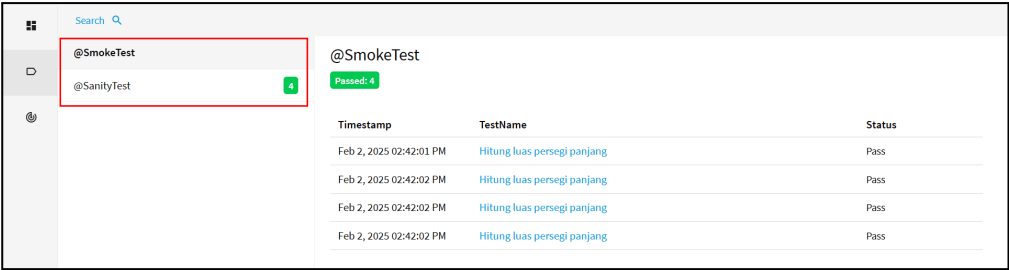 Search
@SmokeTest
@SanityTest 4
@SmokeTest
Passed: 4
Timestamp TestName Status
Feb 2, 2025 02:42:01 PM Hitung luas persegi panjang Pass
Feb 2, 2025 02:42:02 PM Hitung luas persegi panjang Pass
Feb 2, 2025 02:42:02 PM Hitung luas persegi panjang Pass
Feb 2, 2025 02:42:02 PM Hitung luas persegi panjang Pass